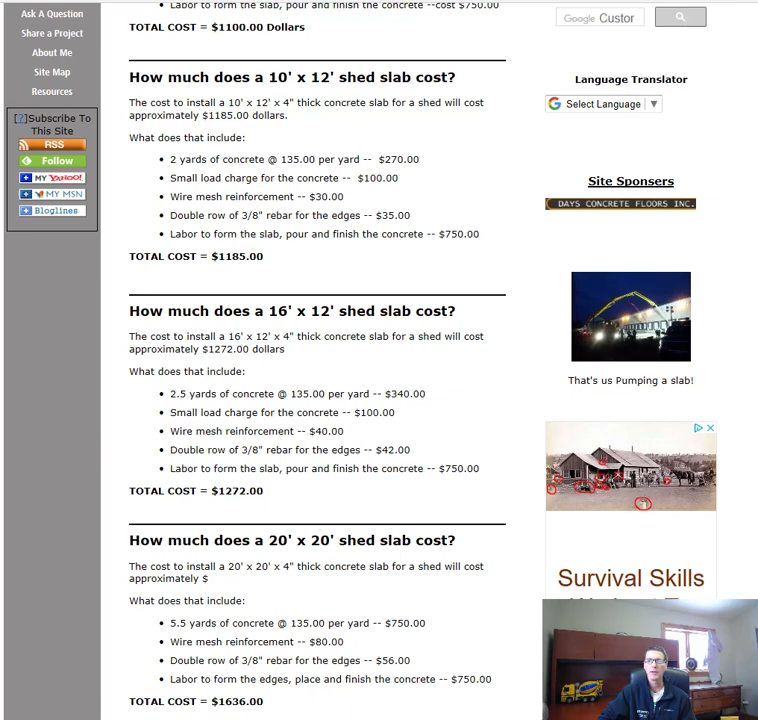 Ask A Question
Share a Project
About Me
Site Map
Resources
[?]Subscribe To
This Site
RSS
Follow
MY YAHOO!
MY MSN
Bloglines
Labor to form the slab, pour and finish the concrete --cost $750.00
TOTAL COST = $1100.00 Dollars
How much does a 10' x 12' shed slab cost?
The cost to install a 10' x 12' x 4" thick concrete slab for a shed will cost
approximately $1185.00 dollars.
What does that include:
2 yards of concrete @ 135.00 per yard -- $270.00
Small load charge for the concrete -- $100.00
Wire mesh reinforcement -- $30.00
Double row of 3/8" rebar for the edges -- $35.00
Labor to form the slab, pour and finish the concrete -- $750.00
TOTAL COST = $1185.00
How much does a 16' x 12' shed slab cost?
The cost to install a 16' x 12' x 4" thick concrete slab for a shed will cost
approximately $1272.00 dollars
What does that include:
2.5 yards of concrete @ 135.00 per yard -- $340.00
Small load charge for the concrete -- $100.00
Wire mesh reinforcement -- $40.00
Double row of 3/8" rebar for the edges -- $42.00
Labor to form the slab, pour and finish the concrete -- $750.00
TOTAL COST = $1272.00
How much does a 20' x 20' shed slab cost?
The cost to install a 20' x 20' x 4" thick concrete slab for a shed will cost
approximately $
What does that include:
5.5 yards of concrete @ 135.00 per yard -- $750.00
Wire mesh reinforcement -- $80.00
Double row of 3/8" rebar for the edges -- $56.00
Labor to form the edges, place and finish the concrete -- $750.00
TOTAL COST = $1636.00
Google Custor
Language Translator
G Select Language
Site Sponsers
DAYS CONCRETE FLOORS INC.
That's us Pumping a slab!
Survival Skills